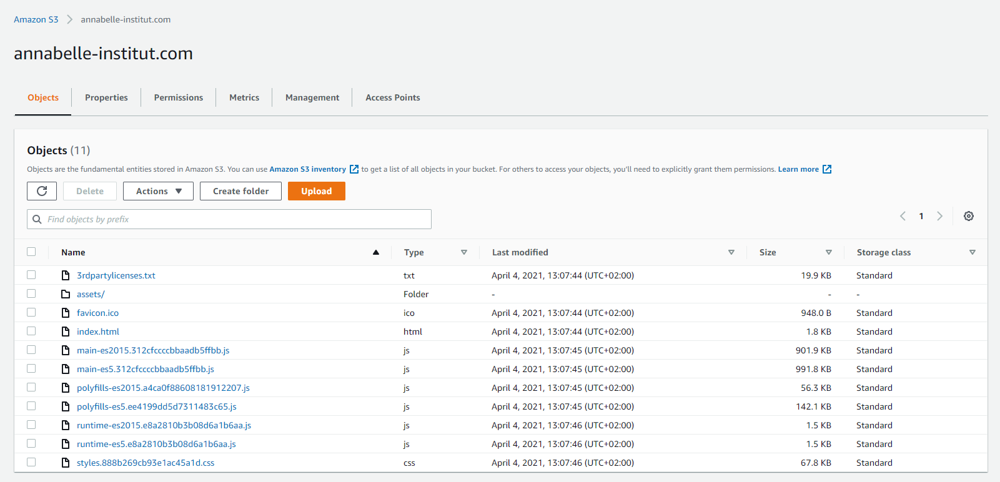 Amazon S3 annabelle-institut.com
annabelle-institut.com
Objects Properties Permissions Metrics Management Access Points
Objects (11)
Objects are the fundamental entities stored in Amazon S3. You can use Amazon S3 inventory to get a list of all objects in your bucket. For others to access your objects, you'll need to explicitly grant them permissions. Learn more
Delete Actions Create folder Upload
Find objects by prefix 1
Name Type Last modified Size Storage class
3rdpartylicenses.txt txt April 4, 2021, 13:07:44 (UTC+02:00) 19.9 KB Standard
assets/ Folder - - -
favicon.ico ico April 4, 2021, 13:07:44 (UTC+02:00) 948.0 B Standard
index.html html April 4, 2021, 13:07:44 (UTC+02:00) 1.8 KB Standard
main-es2015.312cfccccbbaadb5ffbb.js js April 4, 2021, 13:07:45 (UTC+02:00) 901.9 KB Standard
main-es5.312cfccccbbaadb5ffbb.js js April 4, 2021, 13:07:45 (UTC+02:00) 991.8 KB Standard
polyfills-es2015.a4ca0f88608181912207.js js April 4, 2021, 13:07:45 (UTC+02:00) 56.3 KB Standard
polyfills-es5.ee4199dd5d7311483c65.js js April 4, 2021, 13:07:45 (UTC+02:00) 142.1 KB Standard
runtime-es2015.e8a2810b3b08d6a1b6aa.js js April 4, 2021, 13:07:46 (UTC+02:00) 1.5 KB Standard
runtime-es5.e8a2810b3b08d6a1b6aa.js js April 4, 2021, 13:07:46 (UTC+02:00) 1.5 KB Standard
styles.888b269cb93e1ac45a1d.css css April 4, 2021, 13:07:46 (UTC+02:00) 67.8 KB Standard